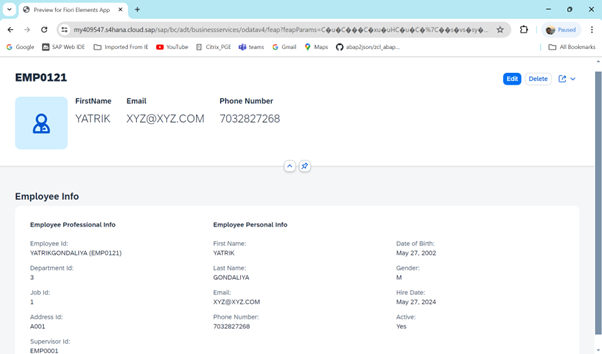 Preview for Fiori Elements App
my409547.s4hana.cloud.sap/sap/bc/adt/businessservices/odatav4/feap?feapParams=C�u�C���C�xu�uHC�u�C�%7C��s�vs�sy�...
Paused
Google SAP Web IDE Imported From IE YouTube Citrix_PGE teams Gmail Maps abap2json/zcl_abap... All Bookmarks
EMP0121
Edit Delete
FirstName Email Phone Number
YATRIK XYZ@XYZ.COM 7032827268
Employee Info
Employee Professional Info Employee Personal Info
Employee Id: First Name: Date of Birth:
YATRIKGONDALIYA (EMP0121) YATRIK May 27, 2002
Department Id: Last Name: Gender:
3 GONDALIYA M
Job Id: Email: Hire Date:
1 XYZ@XYZ.COM May 27, 2024
Address Id: Phone Number: Active:
A001 7032827268 Yes
Supervisor Id:
EMP0001